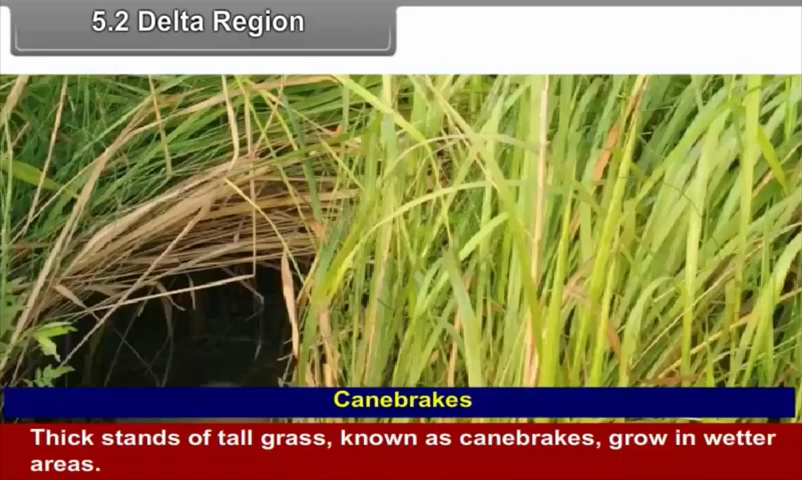 5.2 Delta Region
Canebrakes
Thick stands of tall grass, known as canebrakes, grow in wetter
areas.